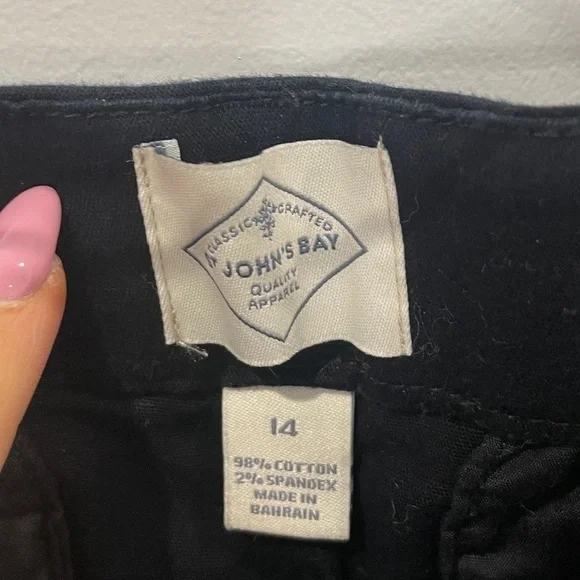 CLASSIC CRAFTED
JOHN'S BAY
QUALITY
APPAREL
14
98% COTTON
2% SPANDEX
MADE IN
BAHRAIN